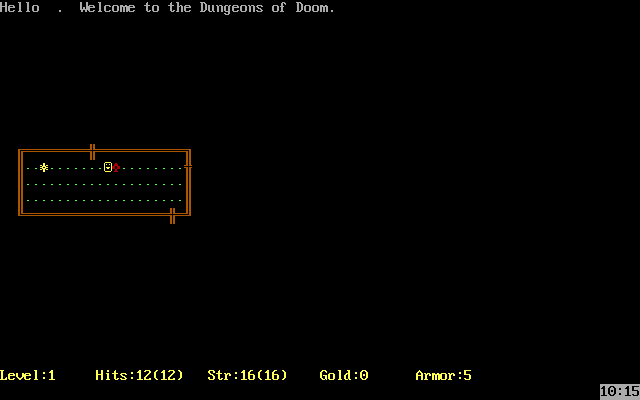 Hello  .  Welcome to the Dungeons of Doom.
Level:1     Hits:12(12)   Str:16(16)    Gold:0      Armor:5
10:15